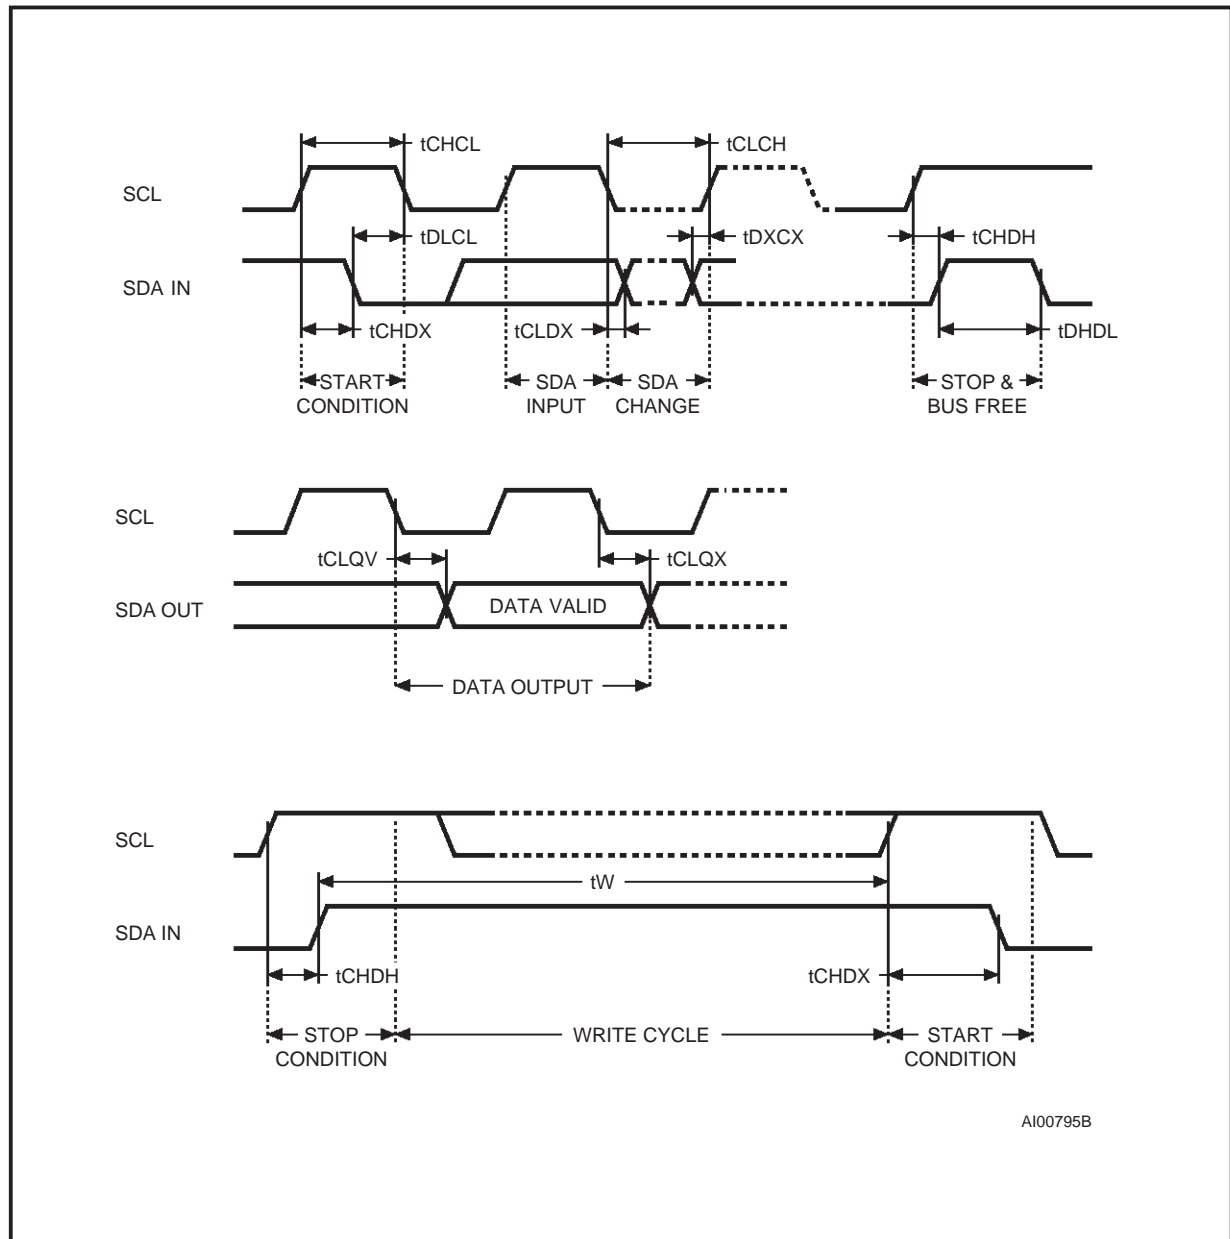 tCHCL
tCLCH
SCL
tDLCL
tDXCX
tCHDH
SDA IN
tCHDX
tCLDX
tDHDL
START
CONDITION
SDA
INPUT
SDA
CHANGE
STOP &
BUS FREE
SCL
tCLQV
tCLQX
SDA OUT
DATA VALID
DATA OUTPUT
SCL
tW
SDA IN
tCHDH
tCHDX
STOP
CONDITION
WRITE CYCLE
START
CONDITION
AI00795B